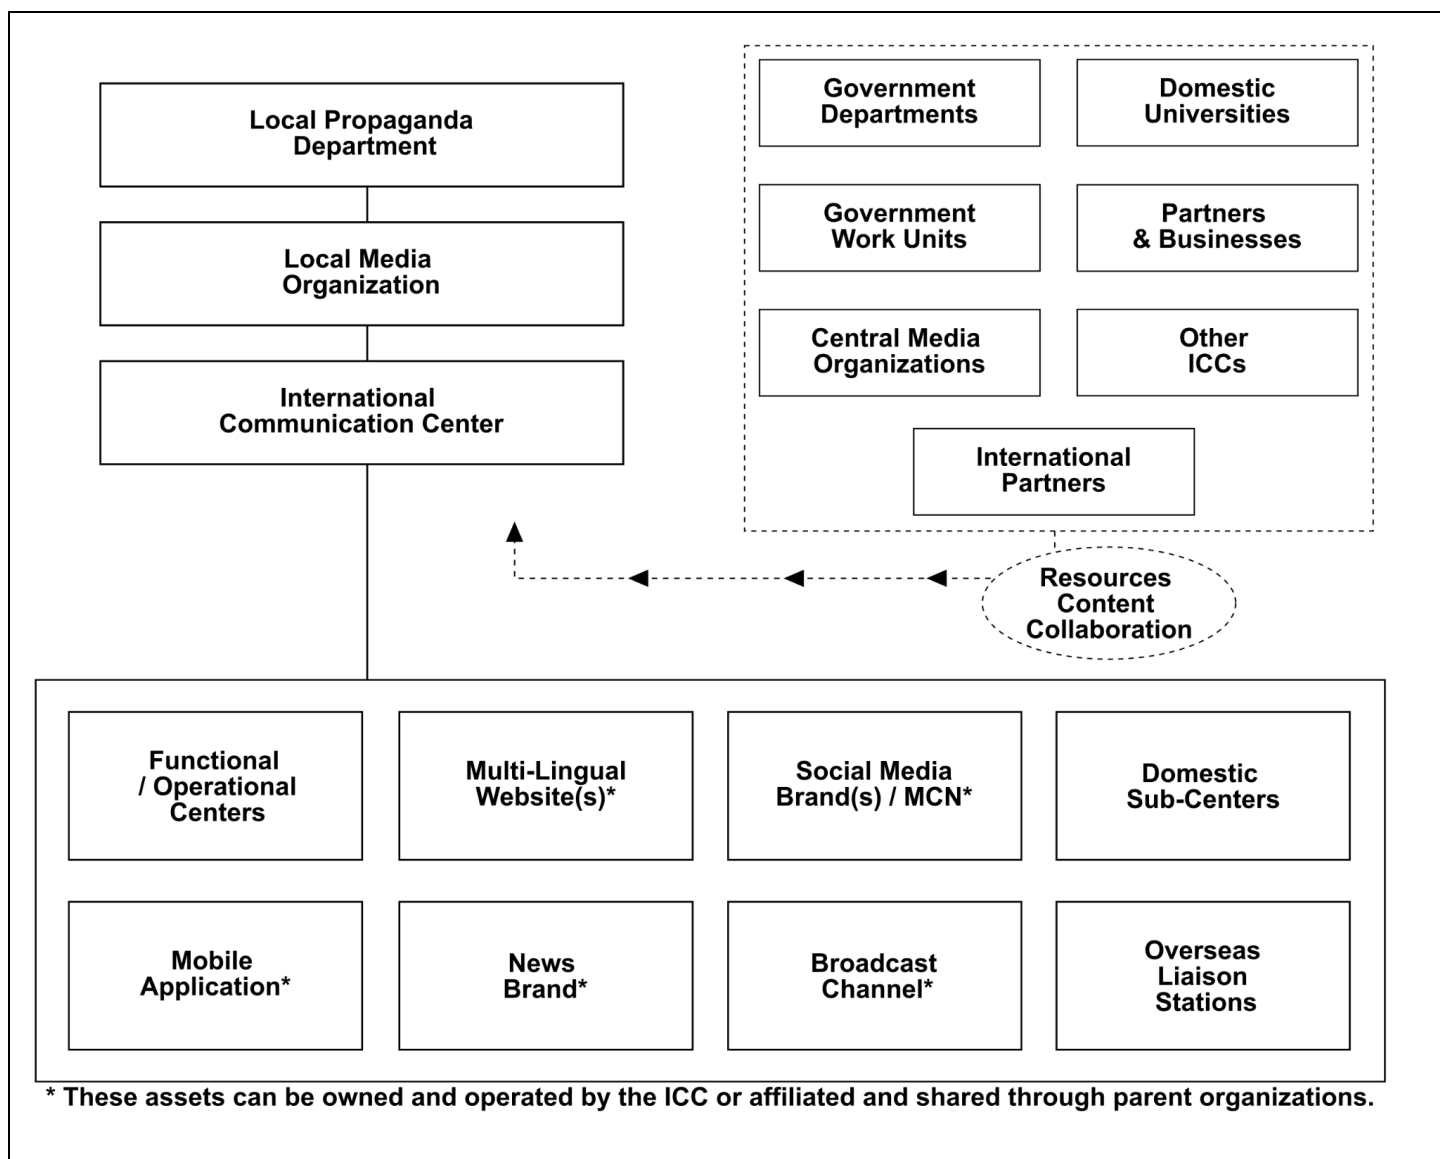 Local Propaganda
Department
Local Media
Organization
International
Communication Center
Government
Departments
Domestic
Universities
Government
Work Units
Partners
& Businesses
Central Media
Organizations
Other
ICCs
International
Partners
Resources
Content
Collaboration
Functional
/ Operational
Centers
Multi-Lingual
Website(s)*
Social Media
Brand(s) / MCN*
Domestic
Sub-Centers
Mobile
Application*
News
Brand*
Broadcast
Channel*
Overseas
Liaison
Stations
* These assets can be owned and operated by the ICC or affiliated and shared through parent organizations.